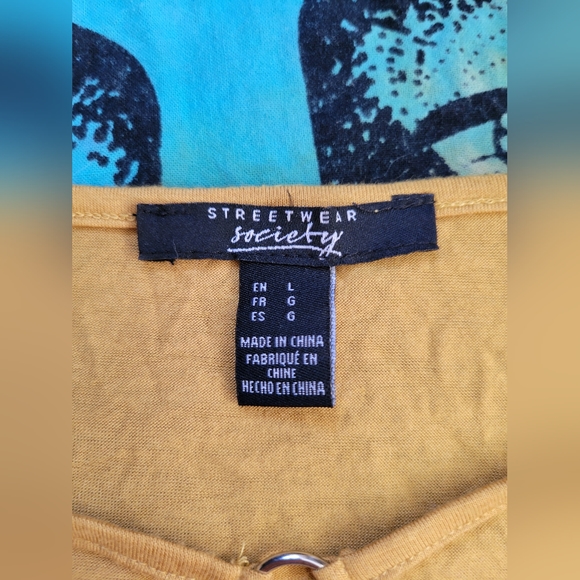 STREETWEAR
society
EN L
FR G
ES G
MADE IN CHINA
FABRIQUÉ EN
CHINE
HECHO EN CHINA